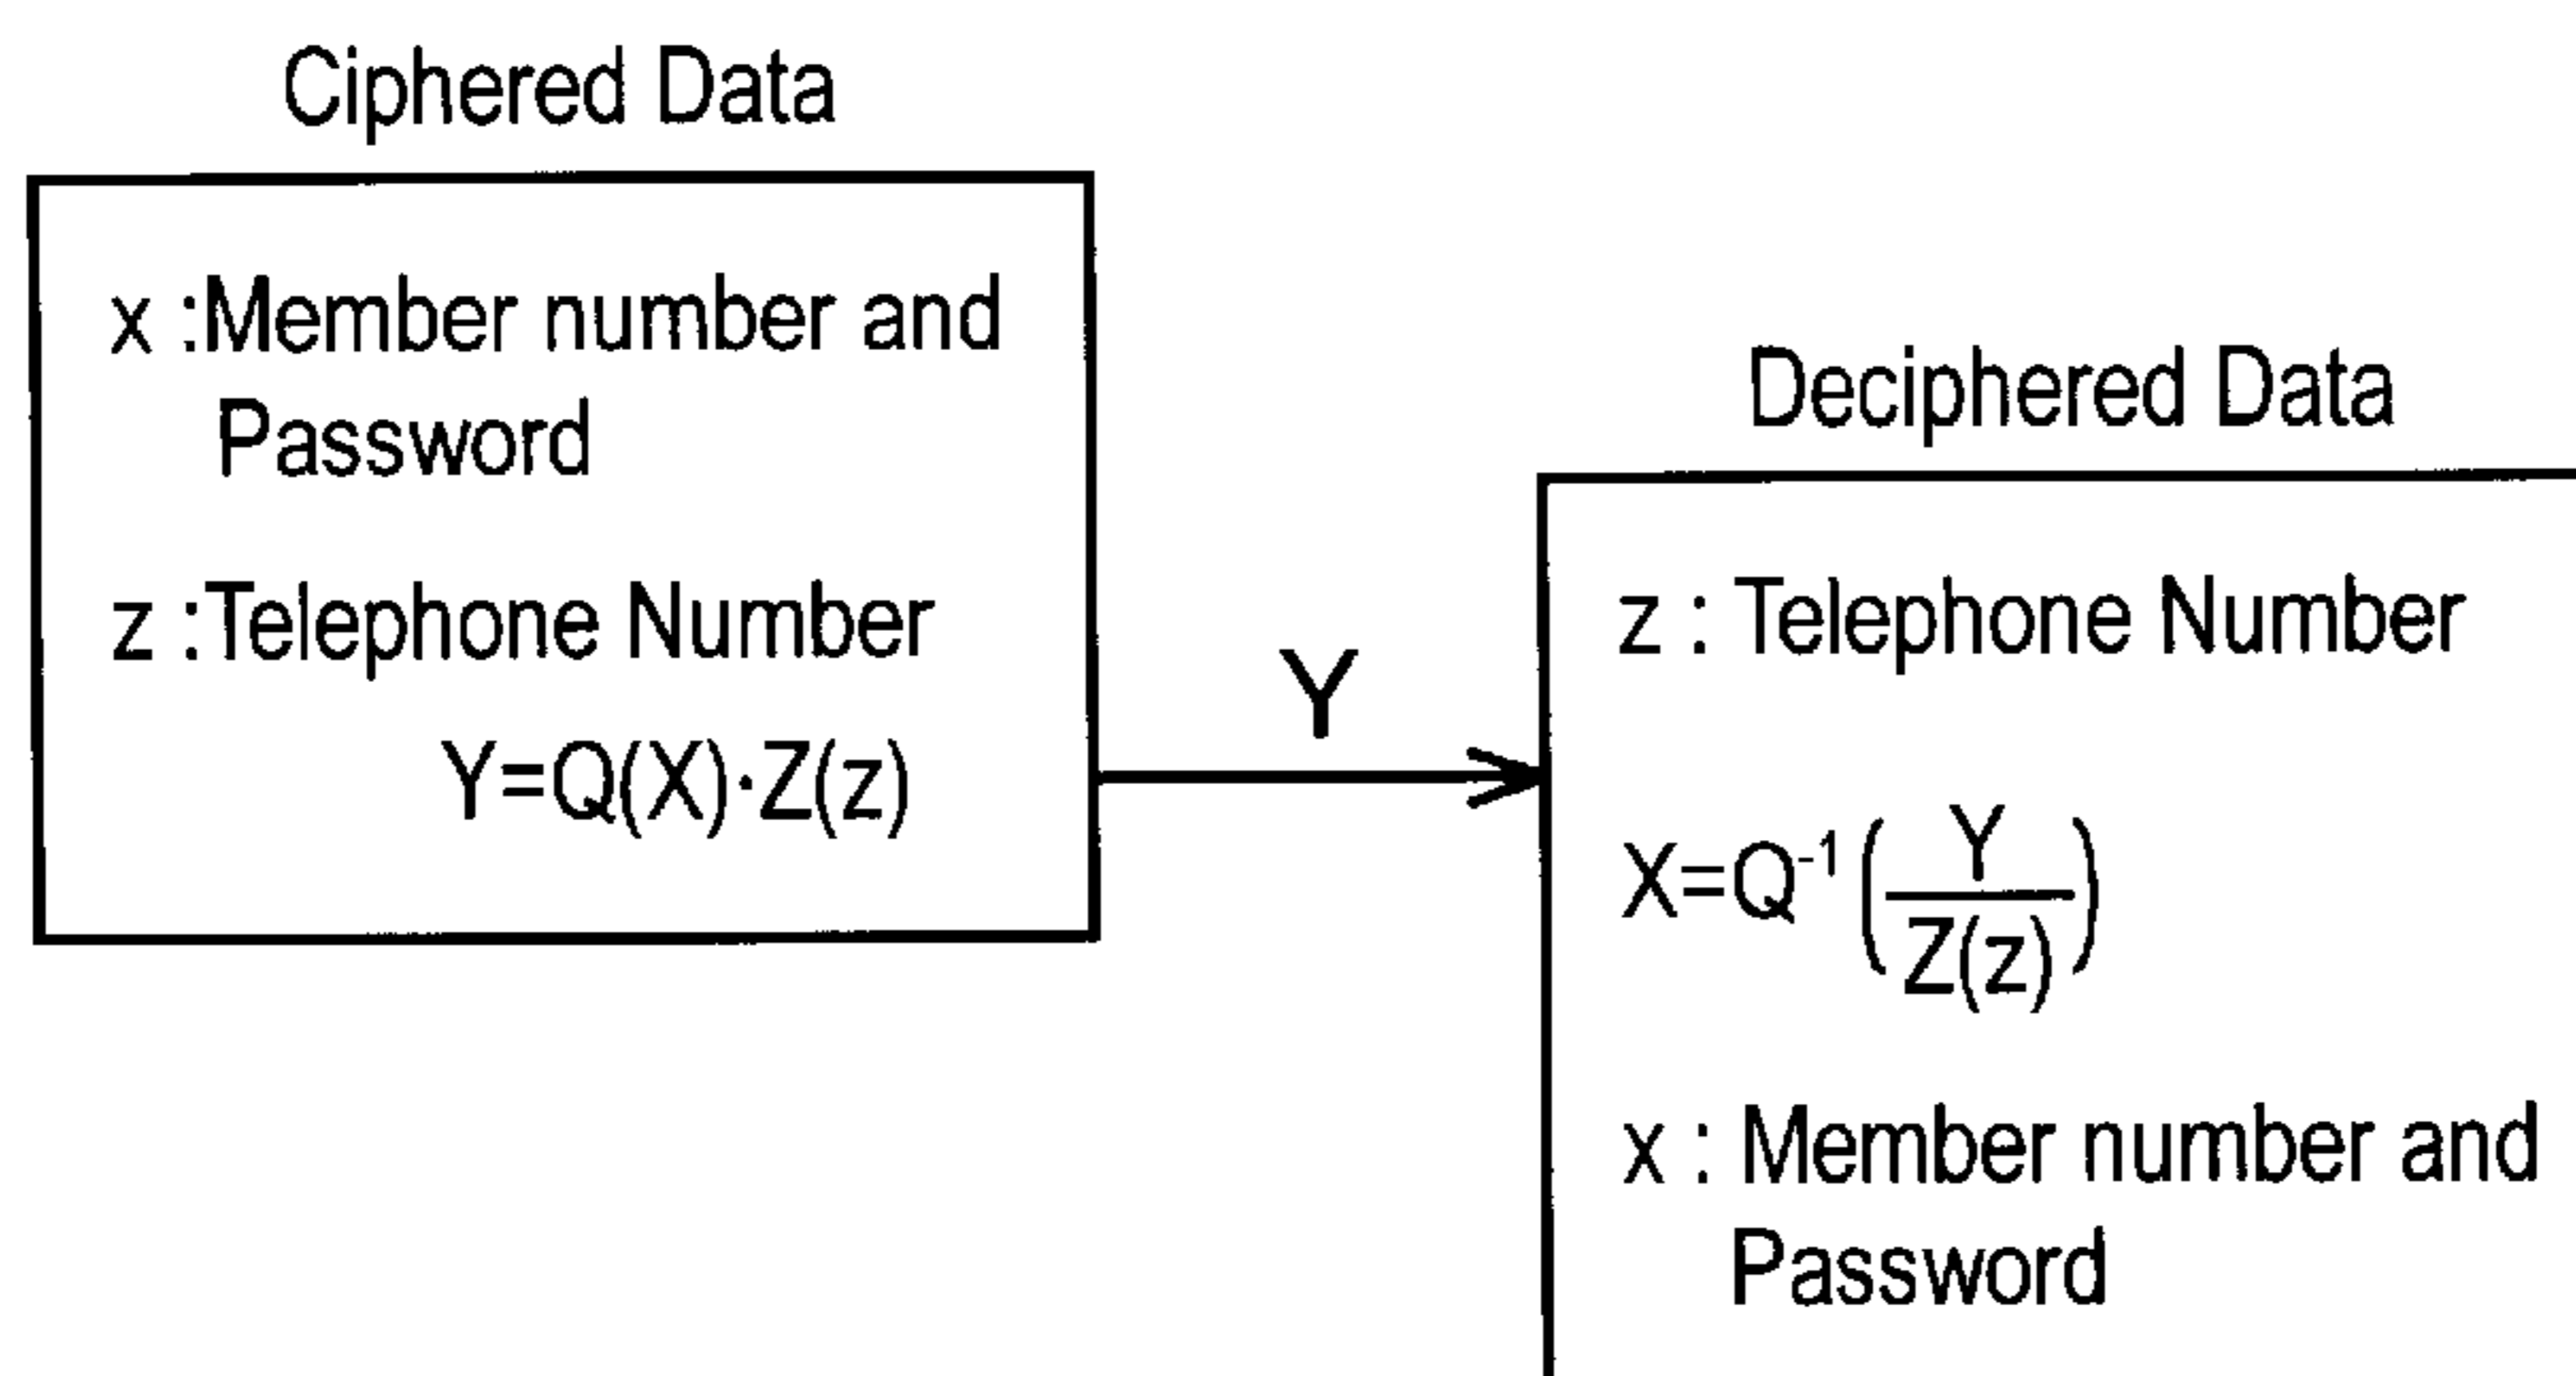 Ciphered Data
x :Member number and
Password
z :Telephone Number
Y=Q(X)·Z(z)
Y
Deciphered Data
z : Telephone Number
X=Q⁻¹(Y/Z(z))
x : Member number and
Password